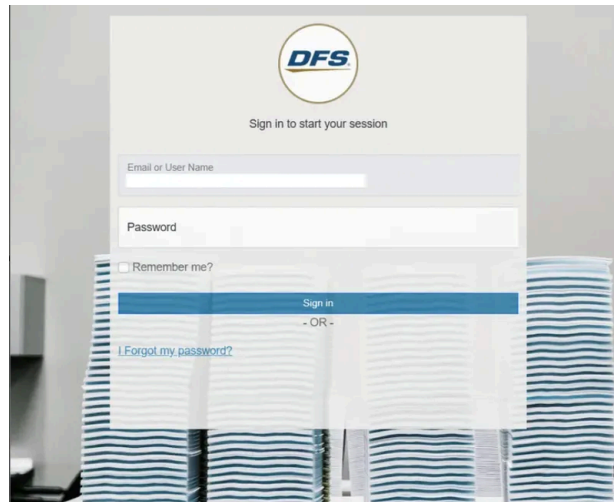 DFS
Sign in to start your session
Email or User Name
Password
Remember me?
Sign in
- OR -
I Forgot my password?